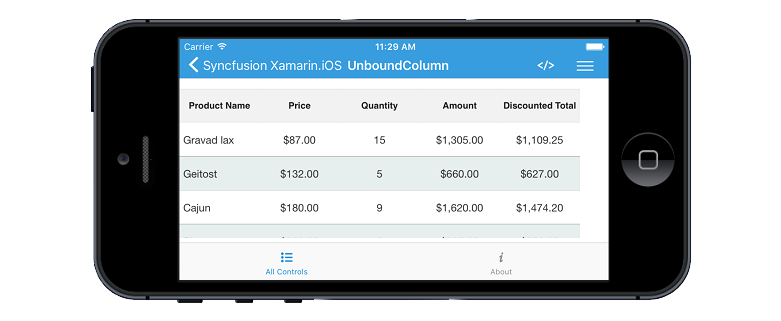 Carrier 11:29 AM
Syncfusion Xamarin.iOS UnboundColumn </>
Product Name Price Quantity Amount Discounted Total
Gravad lax $87.00 15 $1,305.00 $1,109.25
Geitost $132.00 5 $660.00 $627.00
Cajun $180.00 9 $1,620.00 $1,474.20
All Controls About